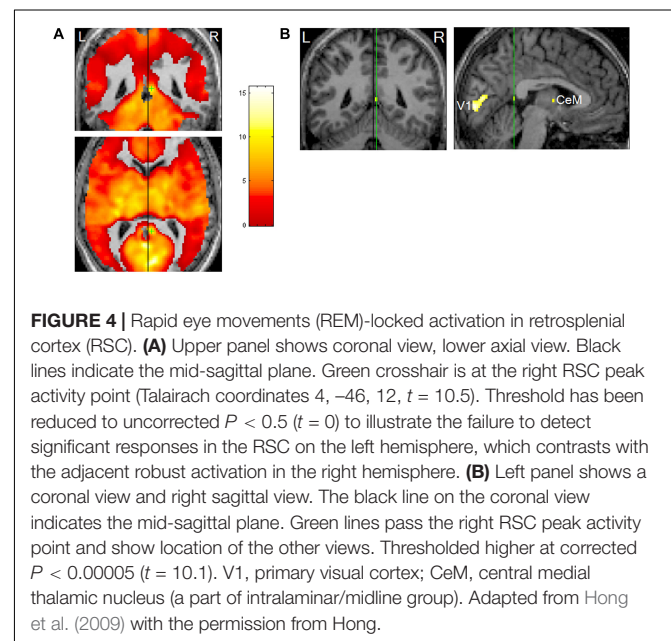 A
L R
B
L R
15
10
5
0
V1
CeM
FIGURE 4 | Rapid eye movements (REM)-locked activation in retrosplenial
cortex (RSC). (A) Upper panel shows coronal view, lower axial view. Black
lines indicate the mid-sagittal plane. Green crosshair is at the right RSC peak
activity point (Talairach coordinates 4, –46, 12, t = 10.5). Threshold has been
reduced to uncorrected P < 0.5 (t = 0) to illustrate the failure to detect
significant responses in the RSC on the left hemisphere, which contrasts with
the adjacent robust activation in the right hemisphere. (B) Left panel shows a
coronal view and right sagittal view. The black line on the coronal view
indicates the mid-sagittal plane. Green lines pass the right RSC peak activity
point and show location of the other views. Thresholded higher at corrected
P < 0.00005 (t = 10.1). V1, primary visual cortex; CeM, central medial
thalamic nucleus (a part of intralaminar/midline group). Adapted from Hong
et al. (2009) with the permission from Hong.